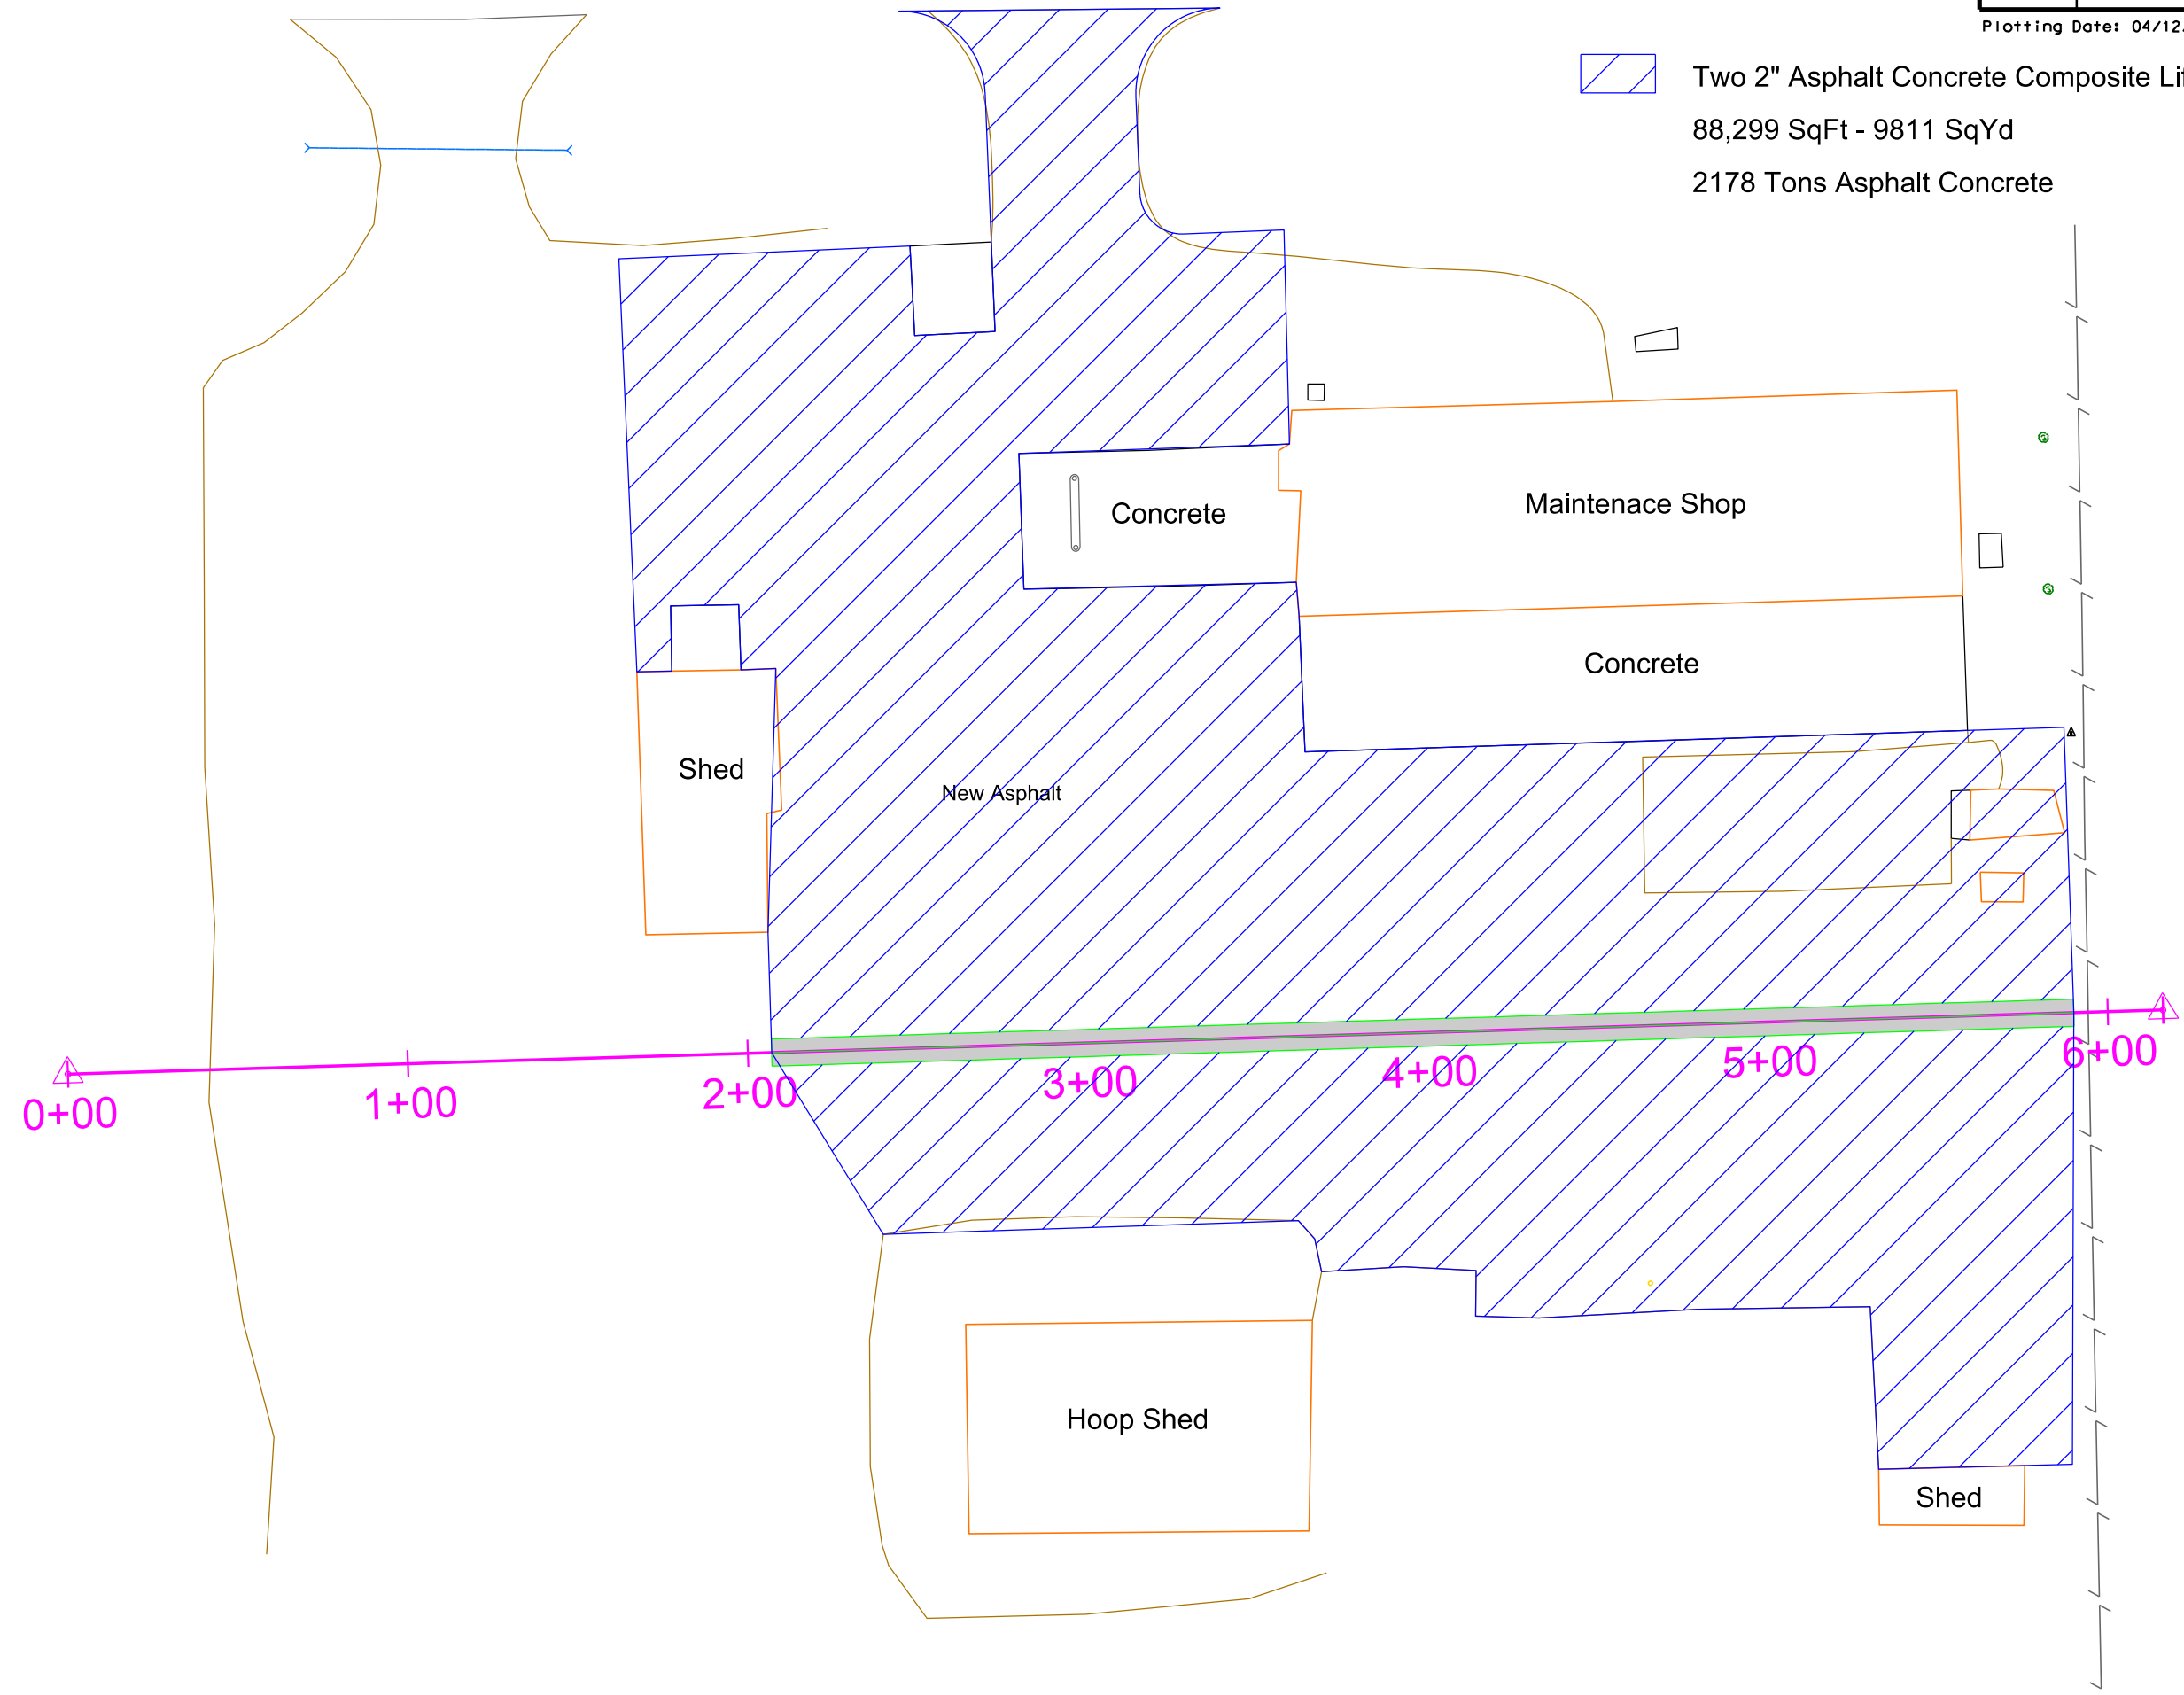 Plotting Date: 04/12
Two 2" Asphalt Concrete Composite
88,299 SqFt - 9811 SqYd
2178 Tons Asphalt Concrete
Concrete
Maintenace Shop
Concrete
Shed
New Asphalt
0+00
1+00
2+00
3+00
4+00
5+00
6+00
Hoop Shed
Shed